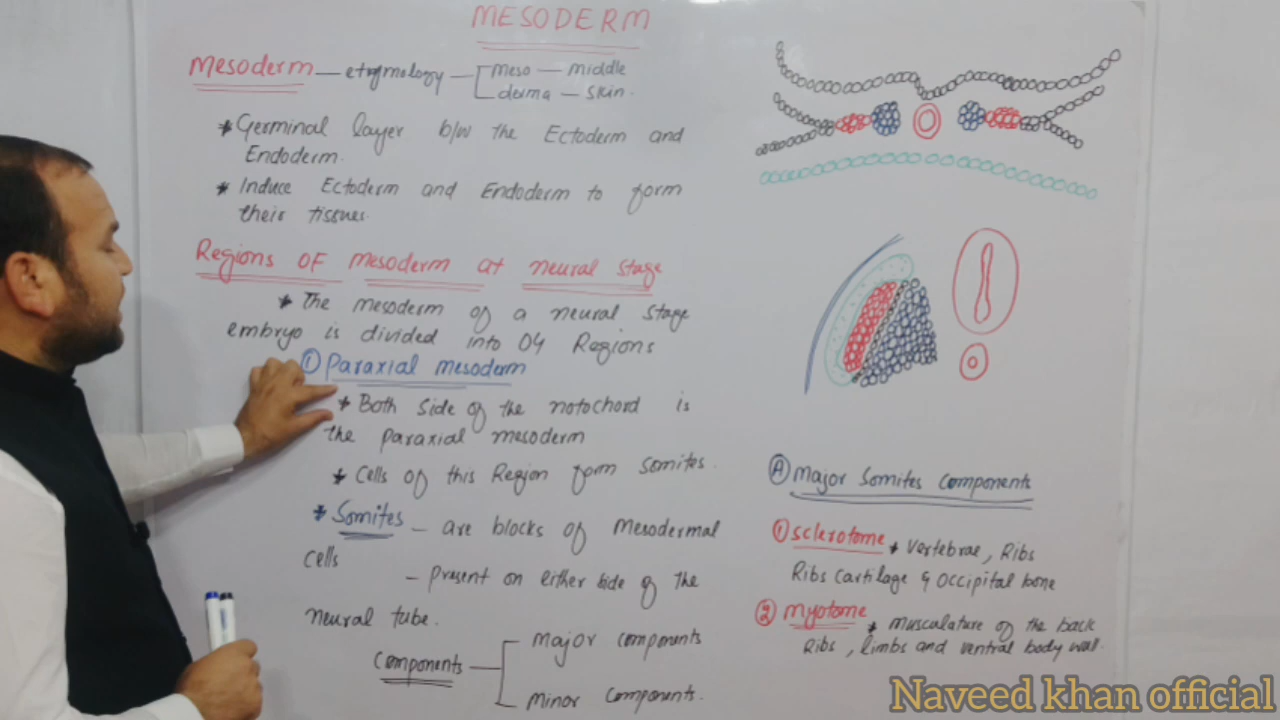 MESODERM
Mesoderm — etymology — meso — middle
derma — skin.
* Germinal layer b/w the Ectoderm and
Endoderm.
* Induce Ectoderm and Endoderm to form
their tissues.
Regions OF mesoderm at neural stage
* The mesoderm of a neural stage
embryo is divided into 04 Regions
① Paraxial mesoderm
* Both side of the notochord is
the paraxial mesoderm
* Cells of this Region form somites.
* Somites – are blocks of Mesodermal
cells
– Present on either side of the
neural tube.
Components — major components
minor components.
Ⓐ Major Somites Components
① Sclerotome * Vertebrae, Ribs
Ribs Cartilage & Occipital bone
② Myotome * musculature of the back
Ribs, limbs and ventral body wall.
Naveed khan official